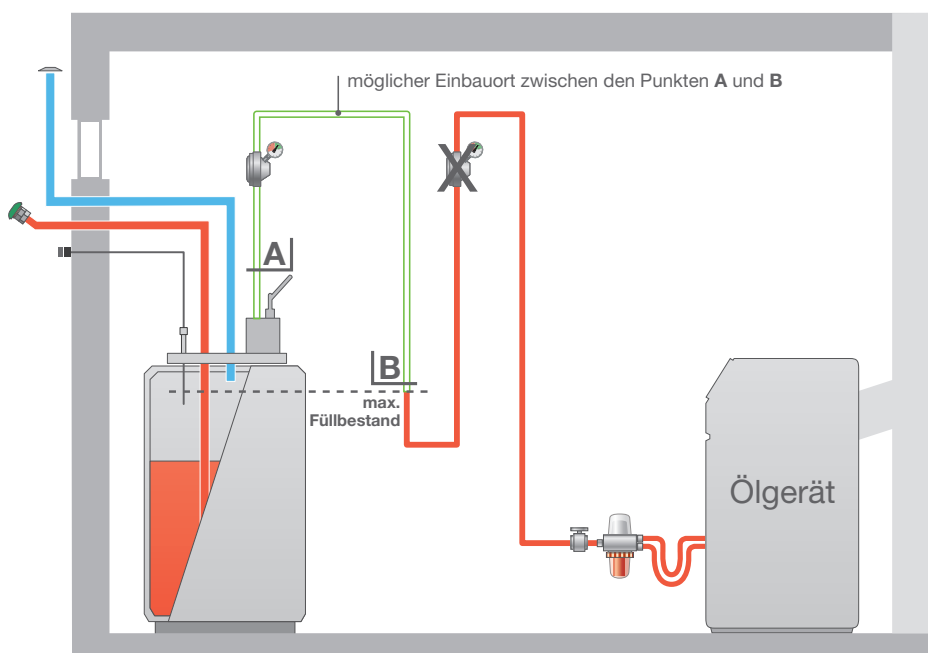 möglicher Einbauort zwischen den Punkten A und B
A
B
max.
Füllbestand
Ölgerät